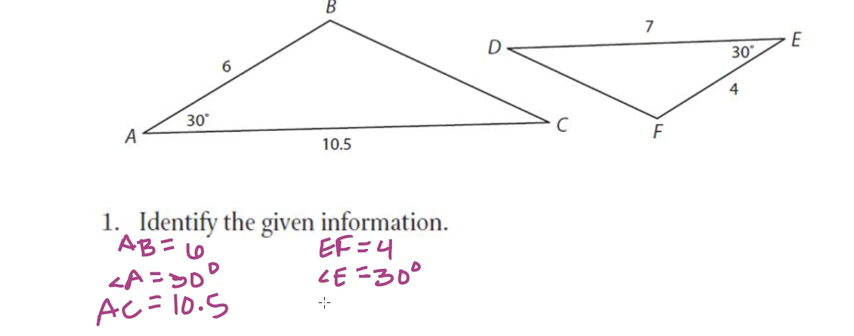 B
7
D
E
30°
6
4
30°
A
C
F
10.5
1. Identify the given information.
AB = 6
EF = 4
∠A = 30°
∠E = 30°
AC = 10.5